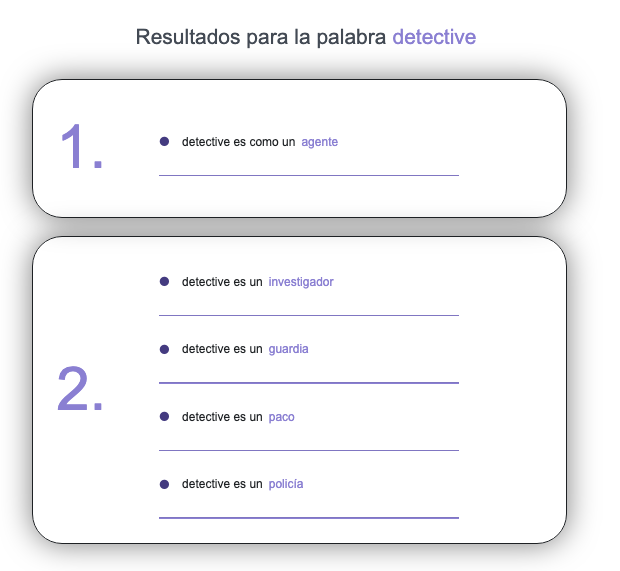 Resultados para la palabra detective
1.
detective es como un agente
2.
detective es un investigador
detective es un guardia
detective es un paco
detective es un policía